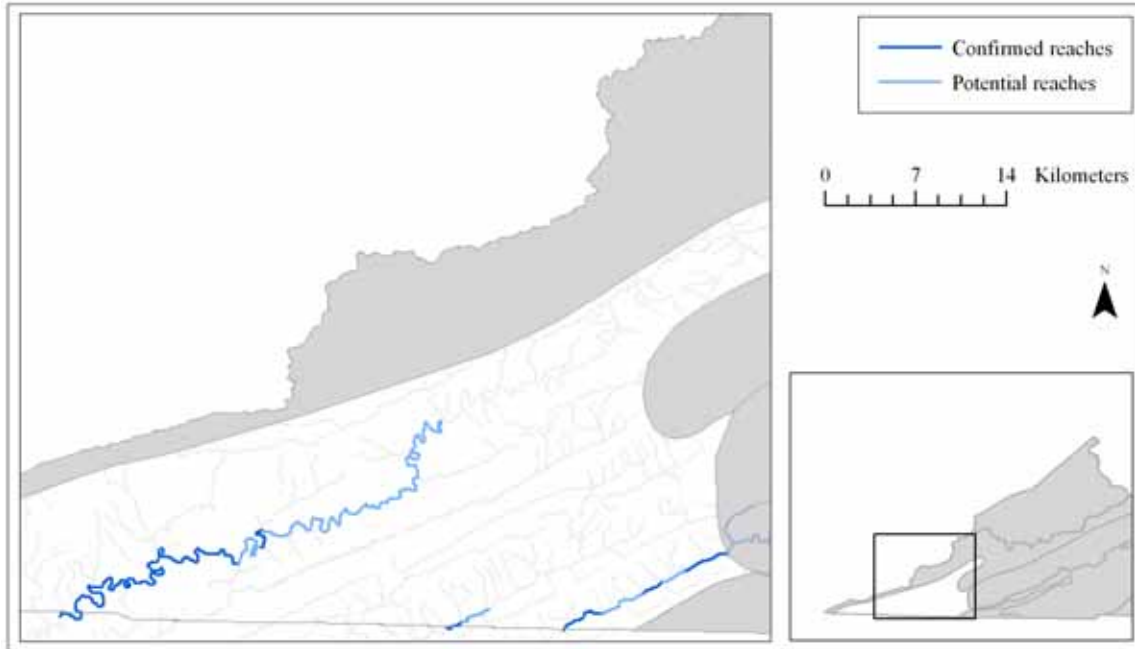 Confirmed reaches
Potential reaches
0 7 14 Kilometers
N